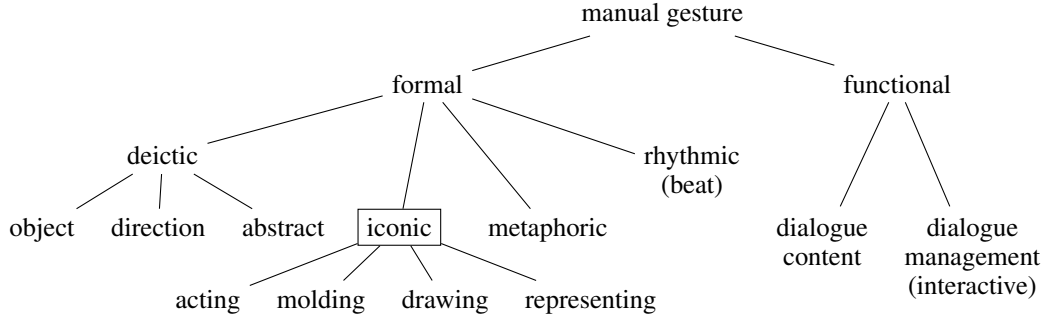 manual gesture
formal functional
deictic rhythmic
(beat)
object direction abstract iconic metaphoric dialogue dialogue
content management
(interactive)
acting molding drawing representing